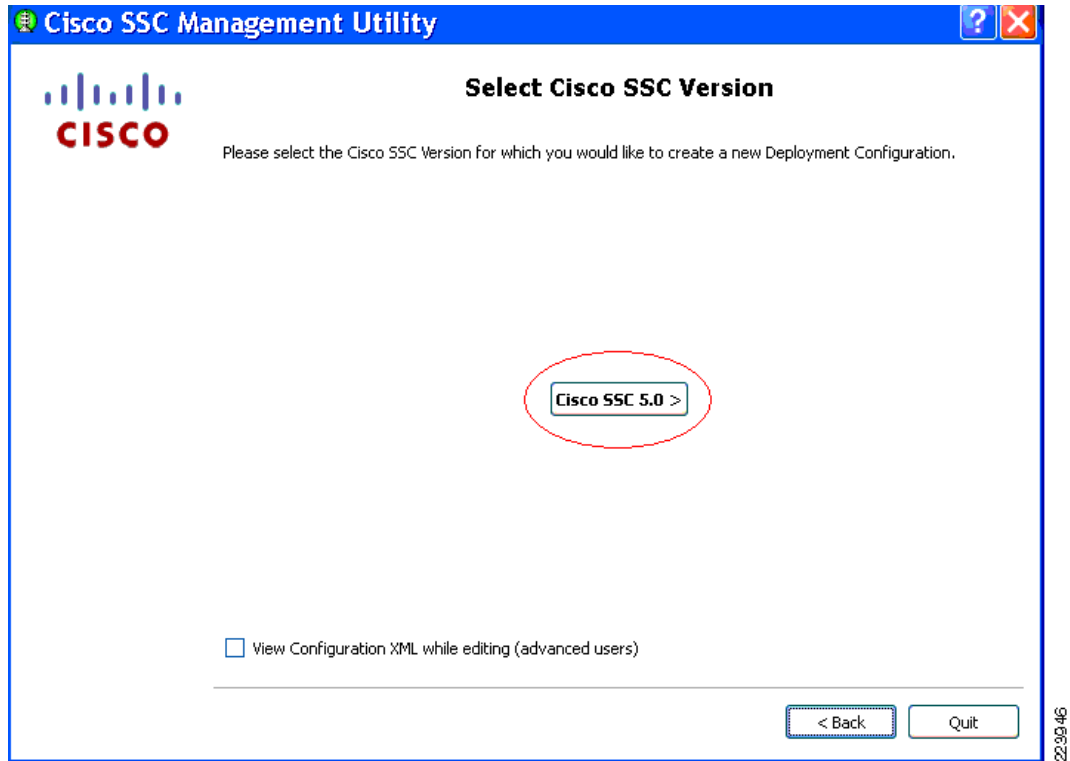 Cisco SSC Management Utility
?
CISCO
Select Cisco SSC Version
Please select the Cisco SSC Version for which you would like to create a new Deployment Configuration.
Cisco SSC 5.0 >
View Configuration XML while editing (advanced users)
< Back
Quit
223946